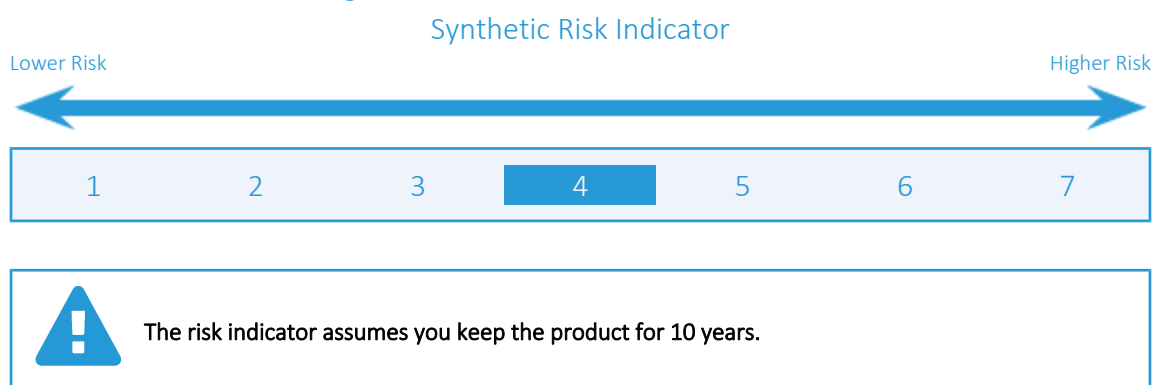 Synthetic Risk Indicator
Lower Risk Higher Risk
1 2 3 4 5 6 7
The risk indicator assumes you keep the product for 10 years.